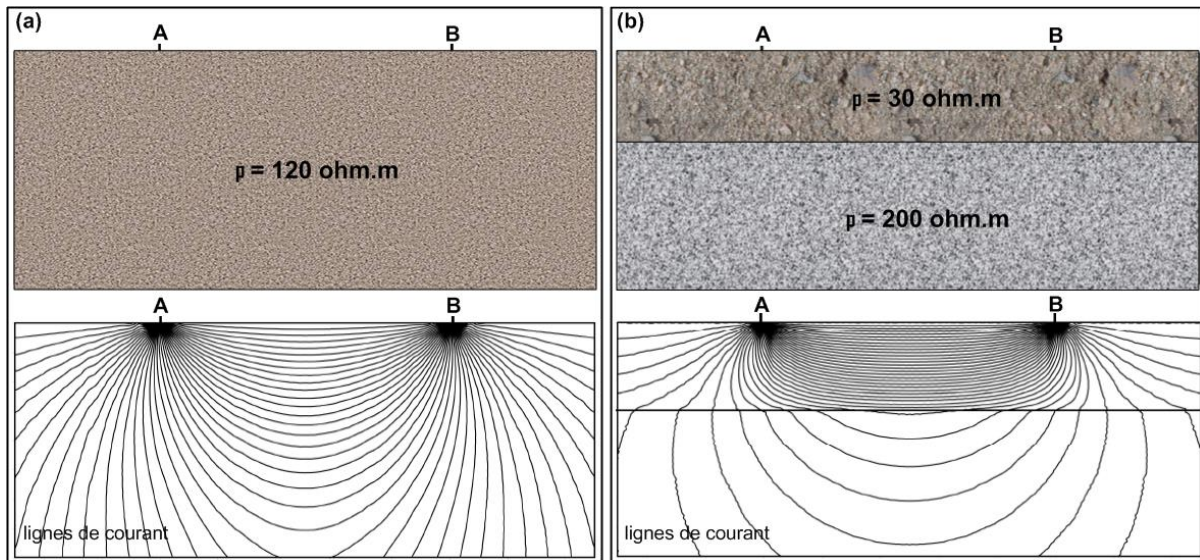 (a)
A B
ρ = 120 ohm.m
A B
lignes de courant
(b)
A B
ρ = 30 ohm.m
ρ = 200 ohm.m
A B
lignes de courant